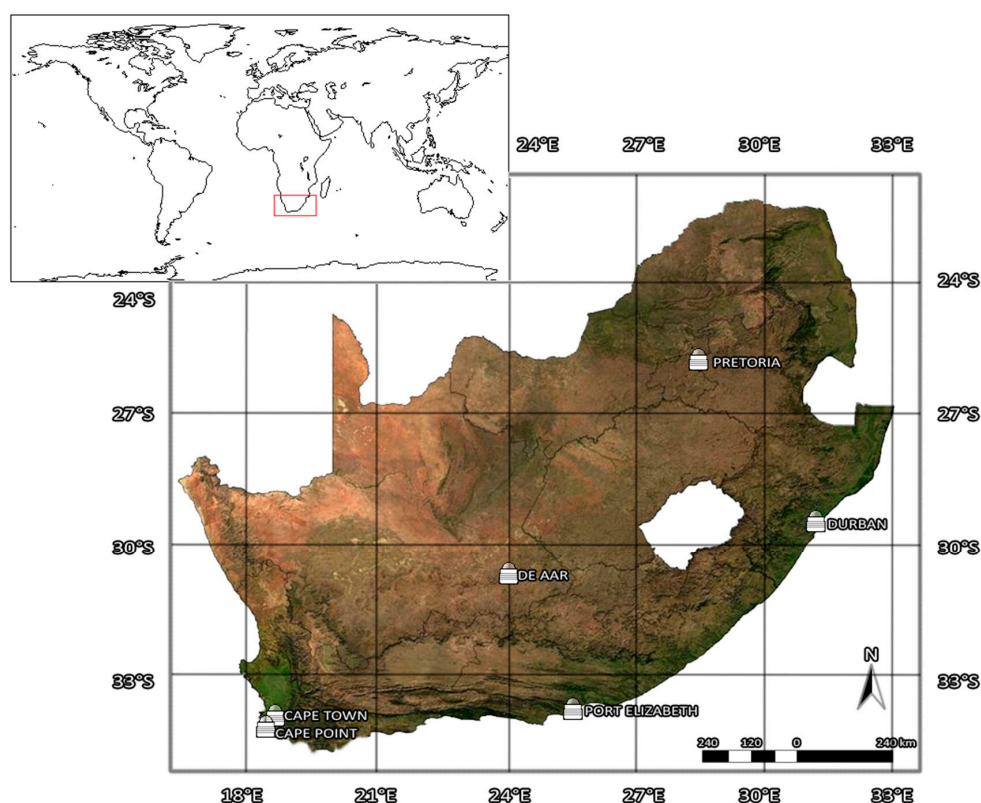 24°E 27°E 30°E 33°E
24°S 24°S
PRETORIA
27°S 27°S
DURBAN
30°S 30°S
DE AAR
N
33°S 33°S
PORT ELIZABETH
CAPE TOWN
CAPE POINT
240 120 0 240 km
18°E 21°E 24°E 27°E 30°E 33°E